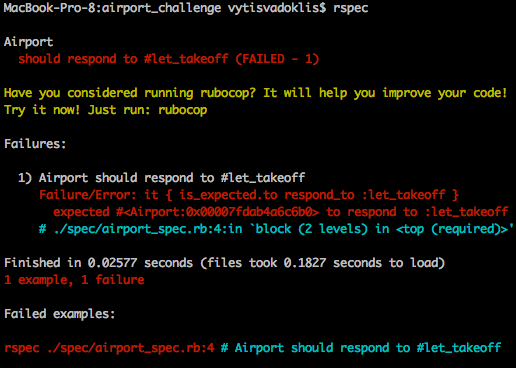 MacBook-Pro-8:airport_challenge vytisvadoklis$ rspec
Airport
should respond to #let_takeoff (FAILED - 1)
Have you considered running rubocop? It will help you improve your code!
Try it now! Just run: rubocop
Failures:
1) Airport should respond to #let_takeoff
Failure/Error: it { is_expected.to respond_to :let_takeoff }
expected #<Airport:0x00007fdab4a6c6b0> to respond to :let_takeoff
# ./spec/airport_spec.rb:4:in `block (2 levels) in <top (required)>'
Finished in 0.02577 seconds (files took 0.1827 seconds to load)
1 example, 1 failure
Failed examples:
rspec ./spec/airport_spec.rb:4 # Airport should respond to #let_takeoff